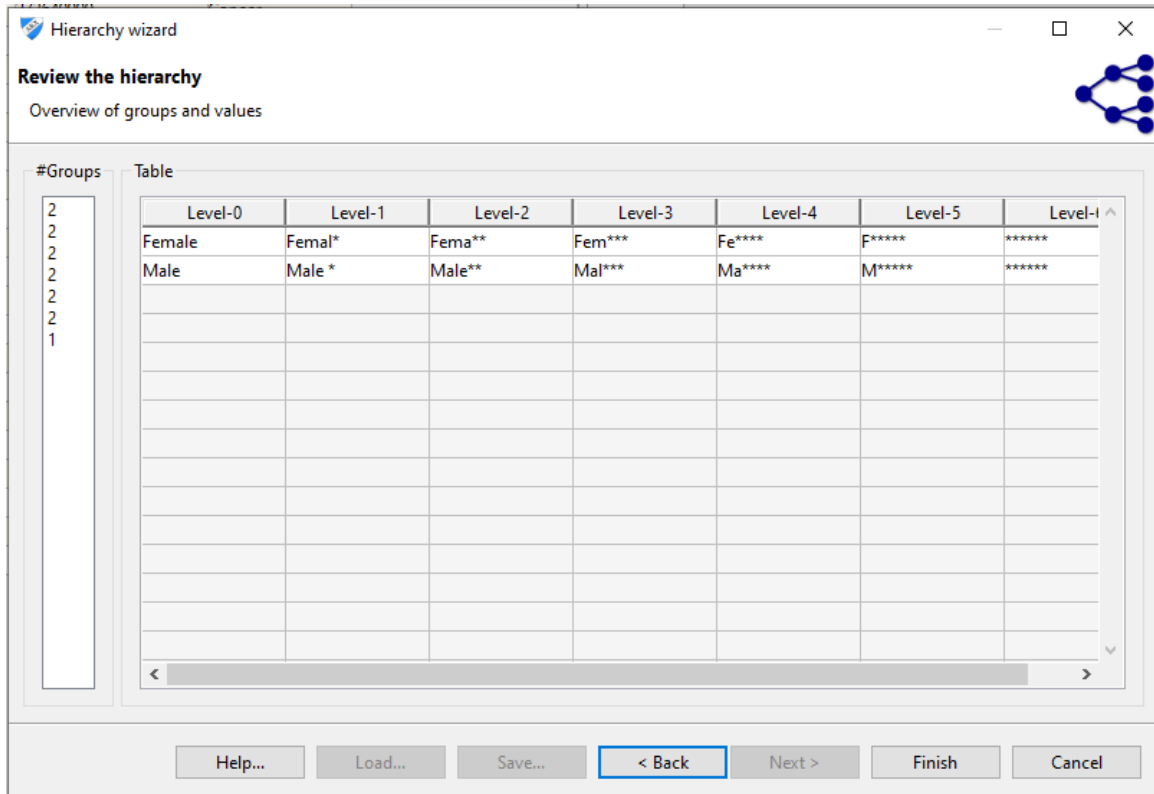 Hierarchy wizard
Review the hierarchy
Overview of groups and values
#Groups
Table
2
2
2
2
2
2
1
Level-0 Level-1 Level-2 Level-3 Level-4 Level-5 Level-
Female Femal* Fema** Fem*** Fe**** F***** ******
Male Male * Male** Mal*** Ma**** M***** ******
Help... Load... Save... < Back Next > Finish Cancel